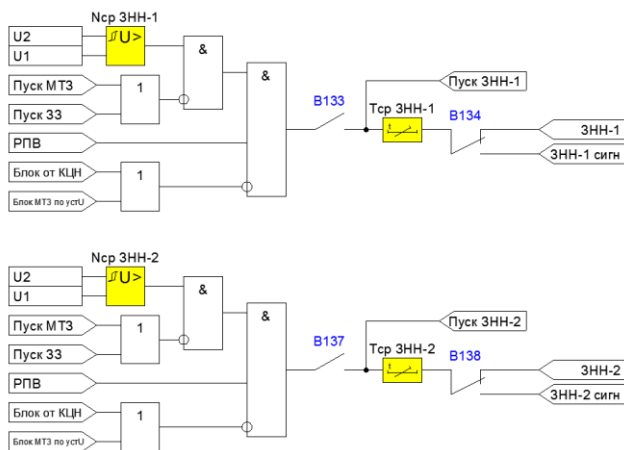 Nср ЗНН-1
U2
U1
U>
&
Пуск МТЗ
1
Пуск ЗЗ
&
РПВ
Блок от КЦН
1
Блок МТЗ по устU
B133
Tср ЗНН-1
t
B134
Пуск ЗНН-1
ЗНН-1
ЗНН-1 сигн
Nср ЗНН-2
U2
U1
U>
&
Пуск МТЗ
1
Пуск ЗЗ
&
РПВ
Блок от КЦН
1
Блок МТЗ по устU
B137
Tср ЗНН-2
t
B138
Пуск ЗНН-2
ЗНН-2
ЗНН-2 сигн